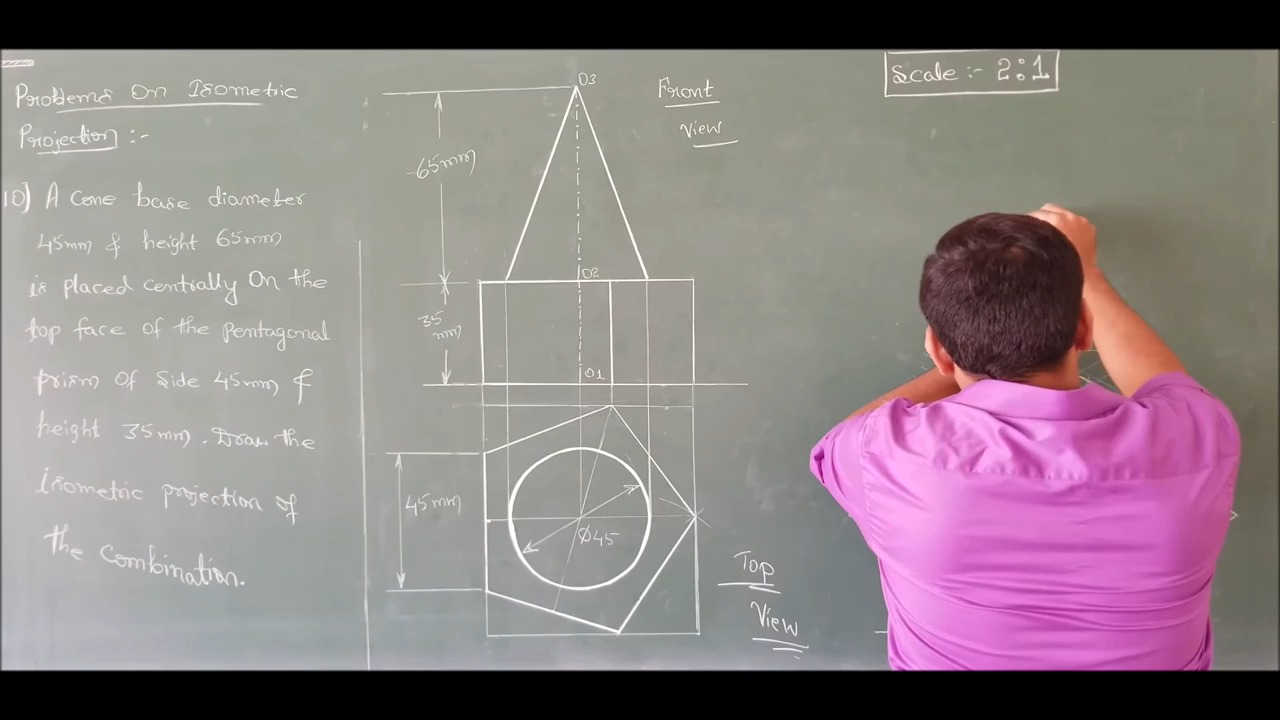 Problems On Isometric
Projection :-
10] A Cone base diameter
45mm & height 65mm
is placed centrally On the
top face of the Pentagonal
prism of Side 45mm &
height 35mm. Draw the
isometric projection of
the Combination.
O3
Front
View
65mm
O2
35
mm
O1
45mm
Ø45
Top
View
Scale :- 2:1